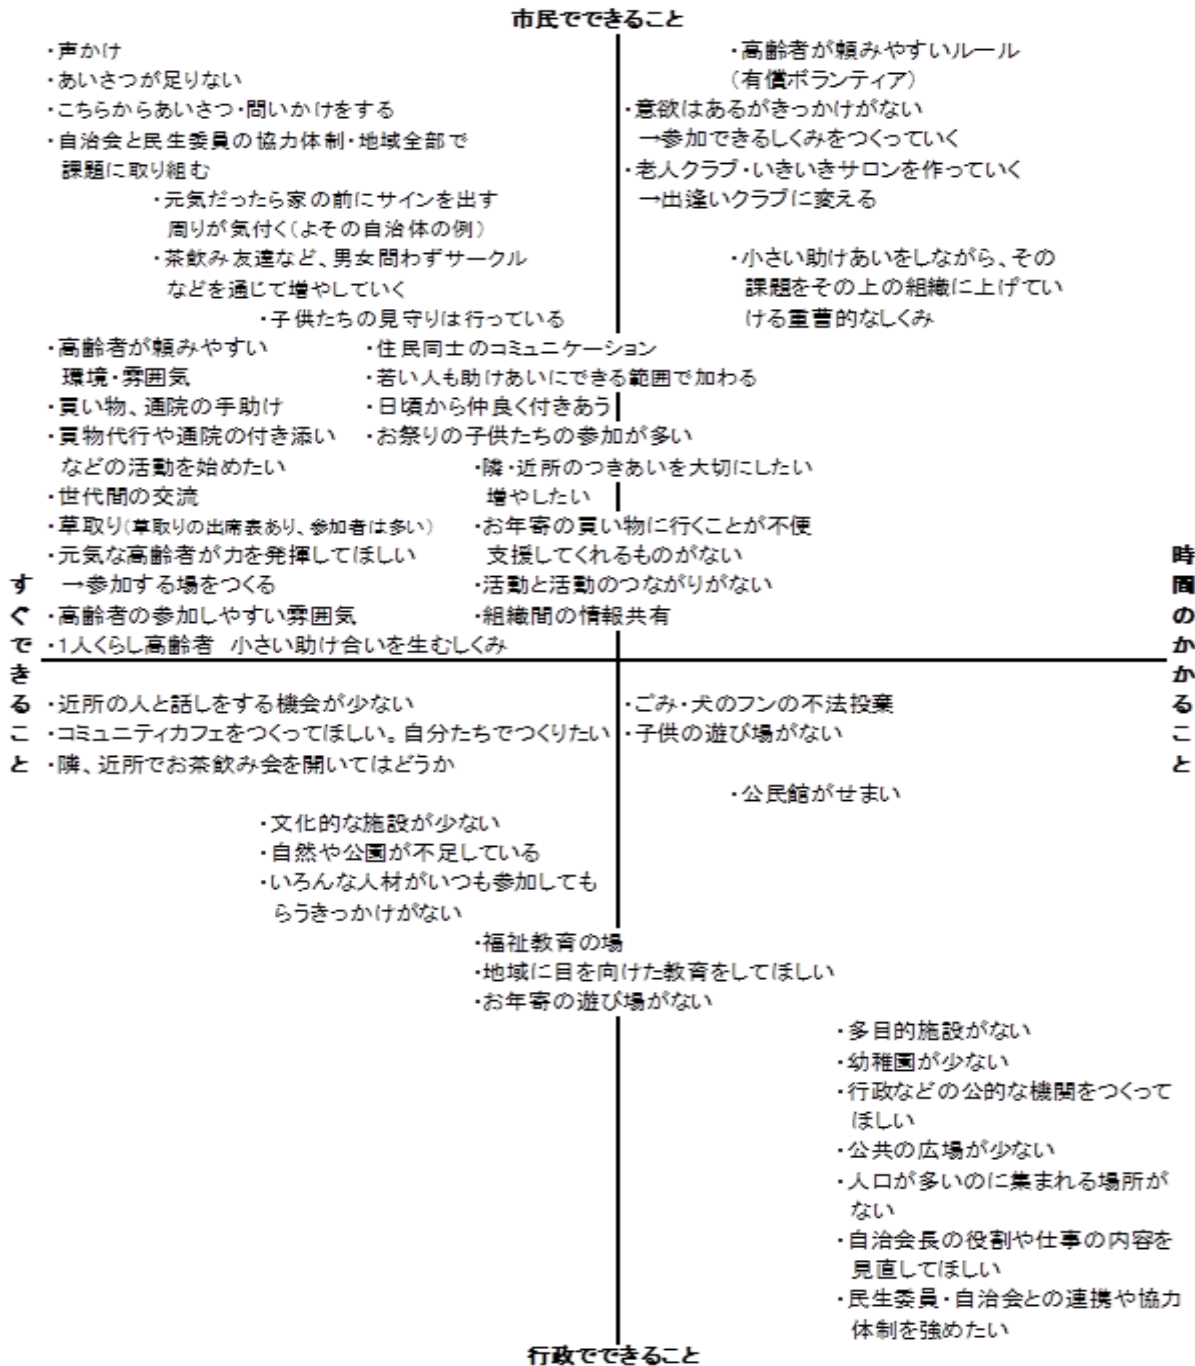 市民でできること
・声かけ
・あいさつが足りない
・こちらからあいさつ・問いかけをする
・自治会と民生委員の協力体制・地域全部で
課題に取り組む
・元気だったら家の前にサインを出す
周りが気付く(よその自治体の例)
・茶飲み友達など、男女問わずサークル
などを通じて増やしていく
・子供たちの見守りは行っている
・高齢者が頼みやすいルール
(有償ボランティア)
・意欲はあるがきっかけがない
→参加できるしくみをつくっていく
・老人クラブ・いきいきサロンを作っていく
→出逢いクラブに変える
・小さい助けあいをしながら、その
課題をその上の組織に上げてい
ける重曹的なしくみ
・高齢者が頼みやすい
環境・雰囲気
・買い物、通院の手助け
・買物代行や通院の付き添い
などの活動を始めたい
・世代間の交流
・草取り(草取りの出席表あり、参加者は多い)
・元気な高齢者が力を発揮してほしい
→参加する場をつくる
・高齢者の参加しやすい雰囲気
・1人くらし高齢者 小さい助け合いを生むしくみ
・住民同士のコミュニケーション
・若い人も助けあいにできる範囲で加わる
・日頃から仲良く付きあう
・お祭りの子供たちの参加が多い
・隣・近所のつきあいを大切にしたい
増やしたい
・お年寄の買い物に行くことが不便
支援してくれるものがない
・活動と活動のつながりがない
・組織間の情報共有
すぐできること
時間のかかること
・近所の人と話しをする機会が少ない
・コミュニティカフェをつくってほしい。自分たちでつくりたい
・隣、近所でお茶飲み会を開いてはどうか
・ごみ・犬のフンの不法投棄
・子供の遊び場がない
・公民館がせまい
・文化的な施設が少ない
・自然や公園が不足している
・いろんな人材がいつも参加しても
らうきっかけがない
・福祉教育の場
・地域に目を向けた教育をしてほしい
・お年寄の遊び場がない
・多目的施設がない
・幼稚園が少ない
・行政などの公的な機関をつくって
ほしい
・公共の広場が少ない
・人口が多いのに集まれる場所が
ない
・自治会長の役割や仕事の内容を
見直してほしい
・民生委員・自治会との連携や協力
体制を強めたい
行政でできること